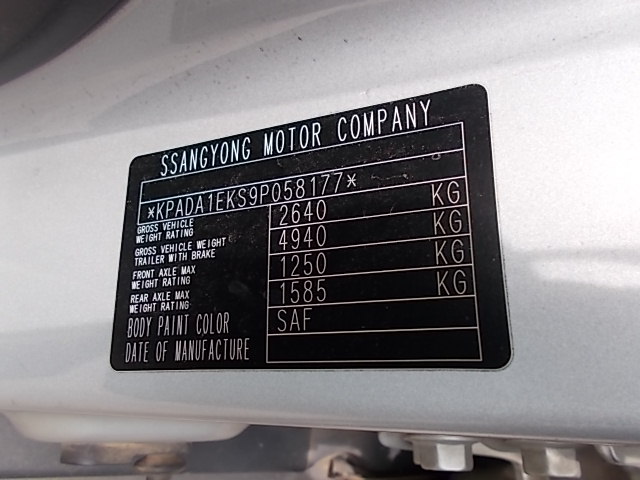 SSANGYONG MOTOR COMPANY
*KPADA1EKS9P058177*
GROSS VEHICLE
WEIGHT RATING
2640 KG
GROSS VEHICLE WEIGHT
TRAILER WITH BRAKE
4940 KG
FRONT AXLE MAX
WEIGHT RATING
1250 KG
REAR AXLE MAX
WEIGHT RATING
1585 KG
BODY PAINT COLOR
SAF
DATE OF MANUFACTURE